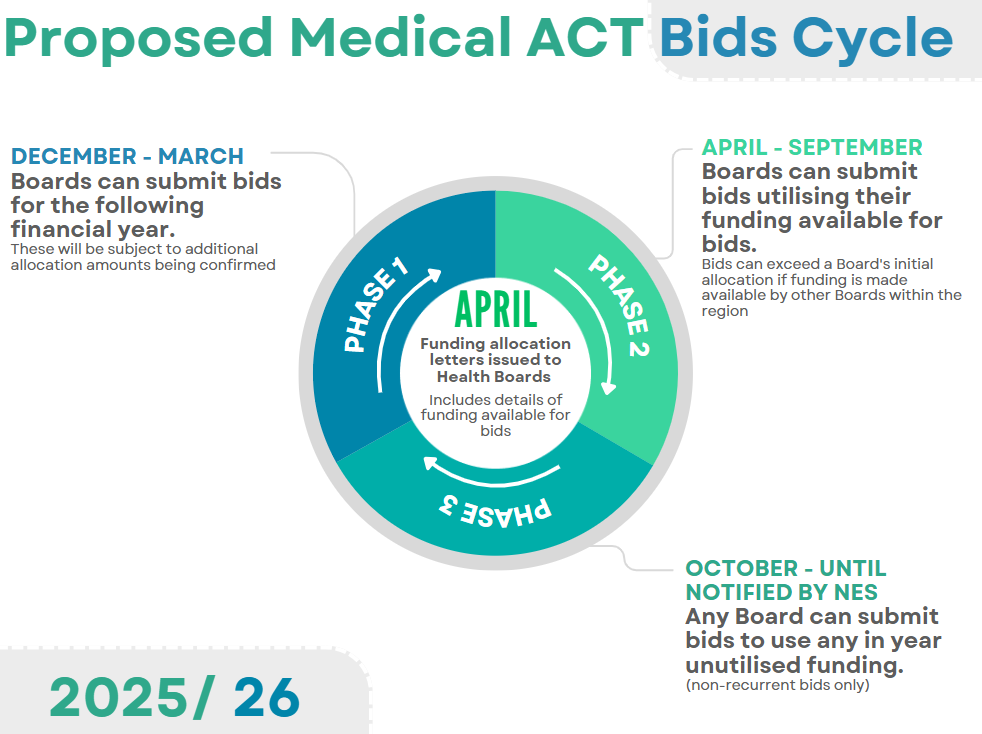 Proposed Medical ACT Bids Cycle
DECEMBER - MARCH
Boards can submit bids
for the following
financial year.
These will be subject to additional
allocation amounts being confirmed
APRIL - SEPTEMBER
Boards can submit
bids utilising their
funding available for
bids.
Bids can exceed a Board's initial
allocation if funding is made
available by other Boards within the
region
PHASE 1
PHASE 2
APRIL
Funding allocation
letters issued to
Health Boards
Includes details of
funding available for
bids
PHASE 3
OCTOBER - UNTIL
NOTIFIED BY NES
Any Board can submit
bids to use any in year
unutilised funding.
(non-recurrent bids only)
2025/ 26